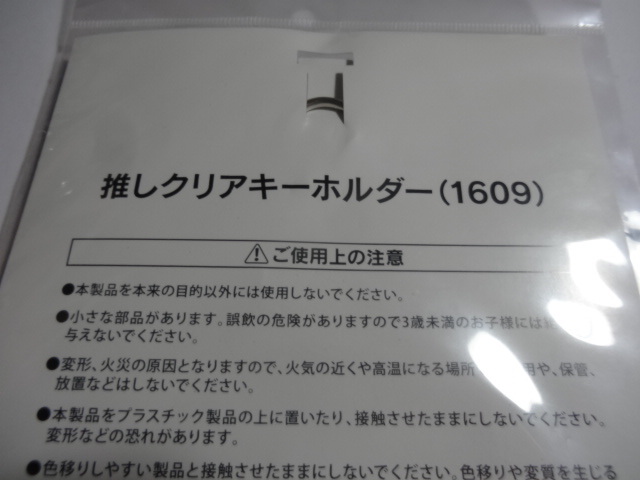 推しクリアキーホルダー(1609)
⚠ご使用上の注意
●本製品を本来の目的以外には使用しないでください。
●小さな部品があります。誤飲の危険がありますので3歳未満のお子様には
与えないでください。
●変形、火災の原因となりますので、火気の近くや高温になる場所 用や、保管、
放置などはしないでください。
●本製品をプラスチック製品の上に置いたり、接触させたままにしないでください。
変形などの恐れがあります。
●色移りしやすい製品と接触させたままにしないでください。色移りや変質を生じる